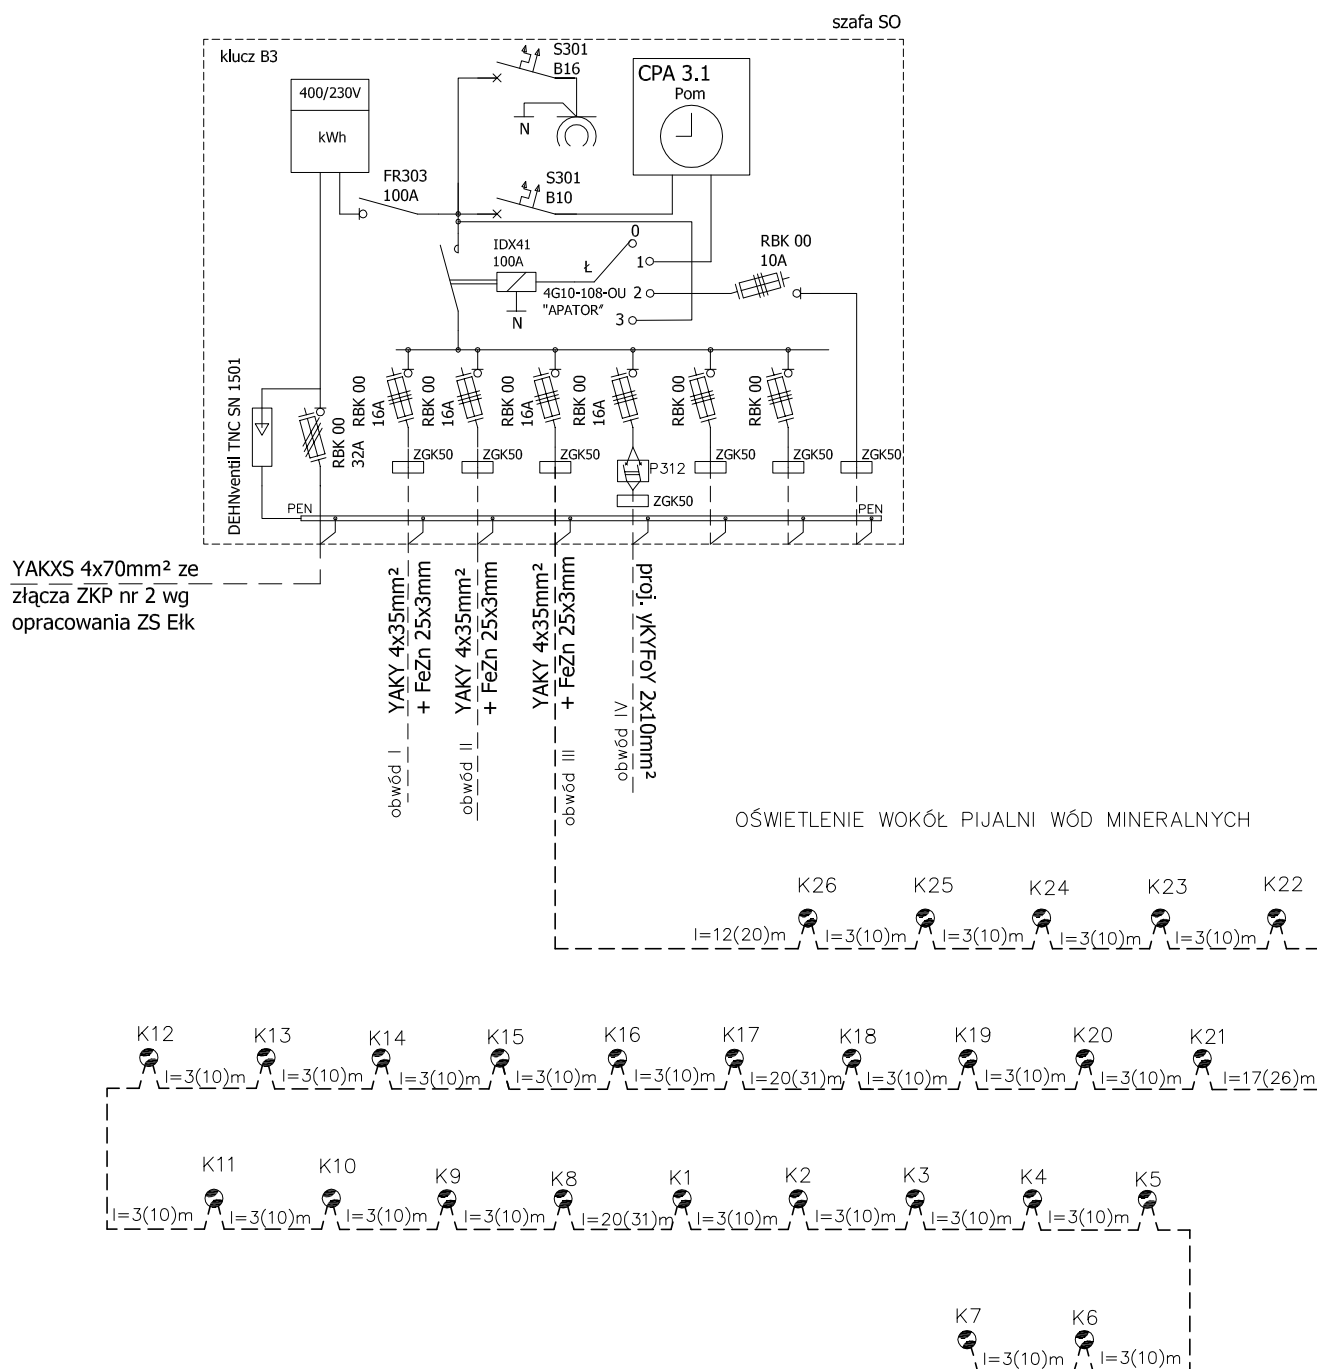 szafa SO
klucz B3
400/230V
kWh
S301
B16
N
CPA 3.1
Pom
FR303
100A
S301
B10
IDX41
100A
N
Ł
0
1
2
3
4G10-108-OU
"APATOR"
RBK 00
10A
DEHNventil TNC SN 1501
RBK 00
32A
RBK 00
16A
RBK 00
16A
RBK 00
16A
RBK 00
16A
RBK 00
RBK 00
ZGK50
ZGK50
ZGK50
P312
ZGK50
ZGK50
ZGK50
ZGK50
PEN
PEN
YAKXS 4x70mm² ze
złącza ZKP nr 2 wg
opracowania ZS Ełk
YAKY 4x35mm²
+ FeZn 25x3mm
obwód I
YAKY 4x35mm²
+ FeZn 25x3mm
obwód II
YAKY 4x35mm²
+ FeZn 25x3mm
obwód III
proj. yKYFoY 2x10mm²
obwód IV
OŚWIETLENIE WOKÓŁ PIJALNI WÓD MINERALNYCH
K26 K25 K24 K23 K22
l=12(20)m l=3(10)m l=3(10)m l=3(10)m l=3(10)m
K12 K13 K14 K15 K16 K17 K18 K19 K20 K21
l=3(10)m l=3(10)m l=3(10)m l=3(10)m l=3(10)m l=20(31)m l=3(10)m l=3(10)m l=3(10)m l=17(26)m
K11 K10 K9 K8 K1 K2 K3 K4 K5
l=3(10)m l=3(10)m l=3(10)m l=3(10)m l=20(31)m l=3(10)m l=3(10)m l=3(10)m l=3(10)m
K7 K6
l=3(10)m l=3(10)m